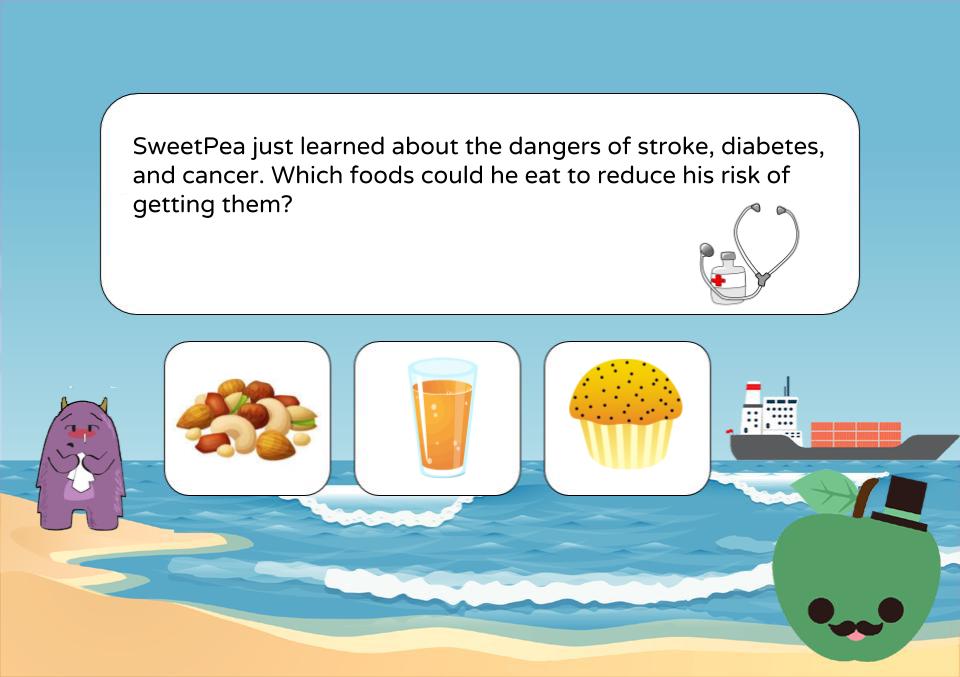 SweetPea just learned about the dangers of stroke, diabetes,
and cancer. Which foods could he eat to reduce his risk of
getting them?